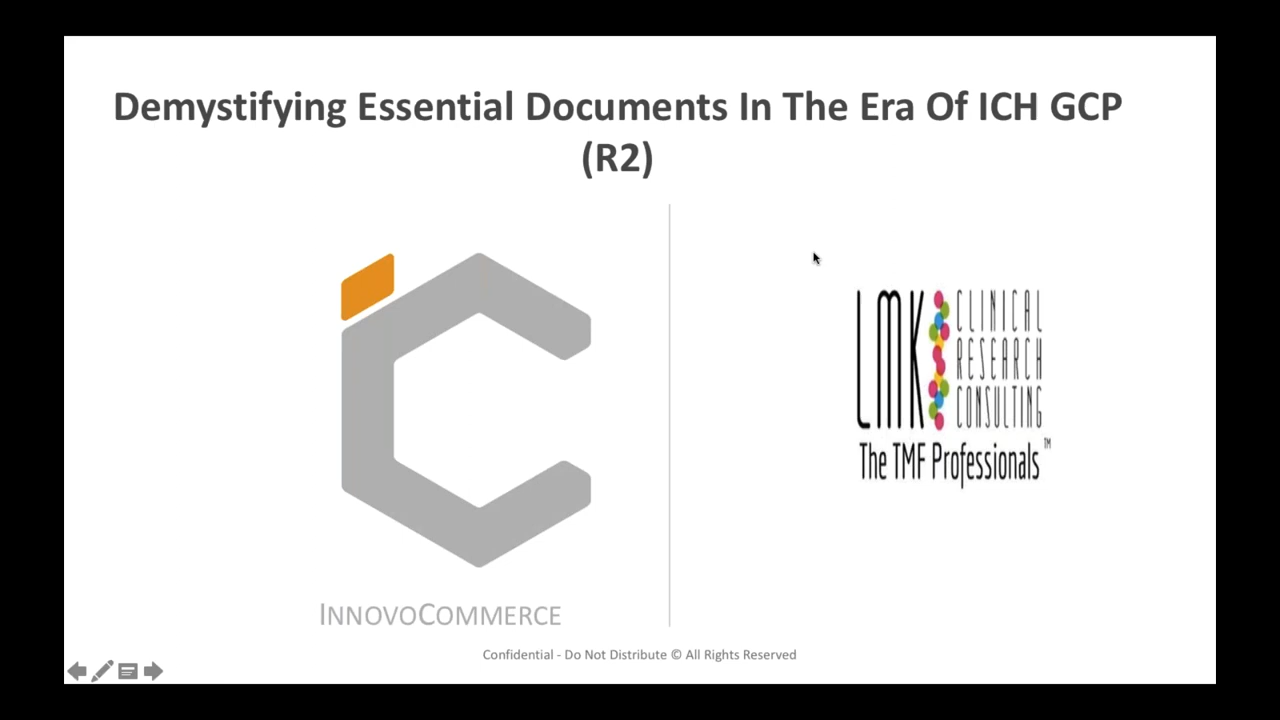 Demystifying Essential Documents In The Era Of ICH GCP
(R2)
INNOVOCOMMERCE
LMK
CLINICAL
RESEARCH
CONSULTING
The TMF Professionals™
Confidential - Do Not Distribute © All Rights Reserved